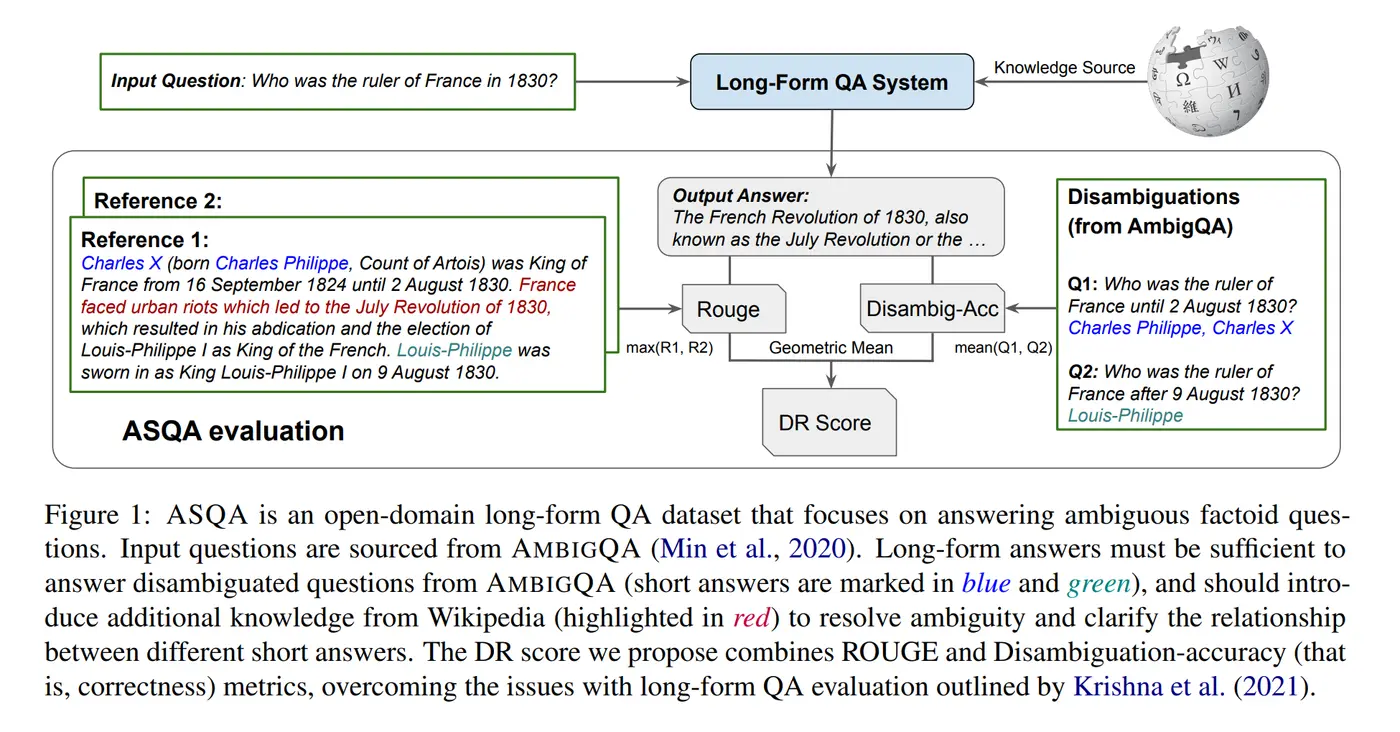 Input Question: Who was the ruler of France in 1830?
Long-Form QA System
Knowledge Source
Ω
W
И
維
Reference 2:
Reference 1:
Charles X (born Charles Philippe, Count of Artois) was King of
France from 16 September 1824 until 2 August 1830. France
faced urban riots which led to the July Revolution of 1830,
which resulted in his abdication and the election of
Louis-Philippe I as King of the French. Louis-Philippe was
sworn in as King Louis-Philippe I on 9 August 1830.
Output Answer:
The French Revolution of 1830, also
known as the July Revolution or the …
Rouge
Disambig-Acc
max(R1, R2)
Geometric Mean
mean(Q1, Q2)
DR Score
Disambiguations
(from AmbigQA)
Q1: Who was the ruler of
France until 2 August 1830?
Charles Philippe, Charles X
Q2: Who was the ruler of
France after 9 August 1830?
Louis-Philippe
ASQA evaluation
Figure 1: ASQA is an open-domain long-form QA dataset that focuses on answering ambiguous factoid ques-
tions. Input questions are sourced from AMBIGQA (Min et al., 2020). Long-form answers must be sufficient to
answer disambiguated questions from AMBIGQA (short answers are marked in blue and green), and should intro-
duce additional knowledge from Wikipedia (highlighted in red) to resolve ambiguity and clarify the relationship
between different short answers. The DR score we propose combines ROUGE and Disambiguation-accuracy (that
is, correctness) metrics, overcoming the issues with long-form QA evaluation outlined by Krishna et al. (2021).